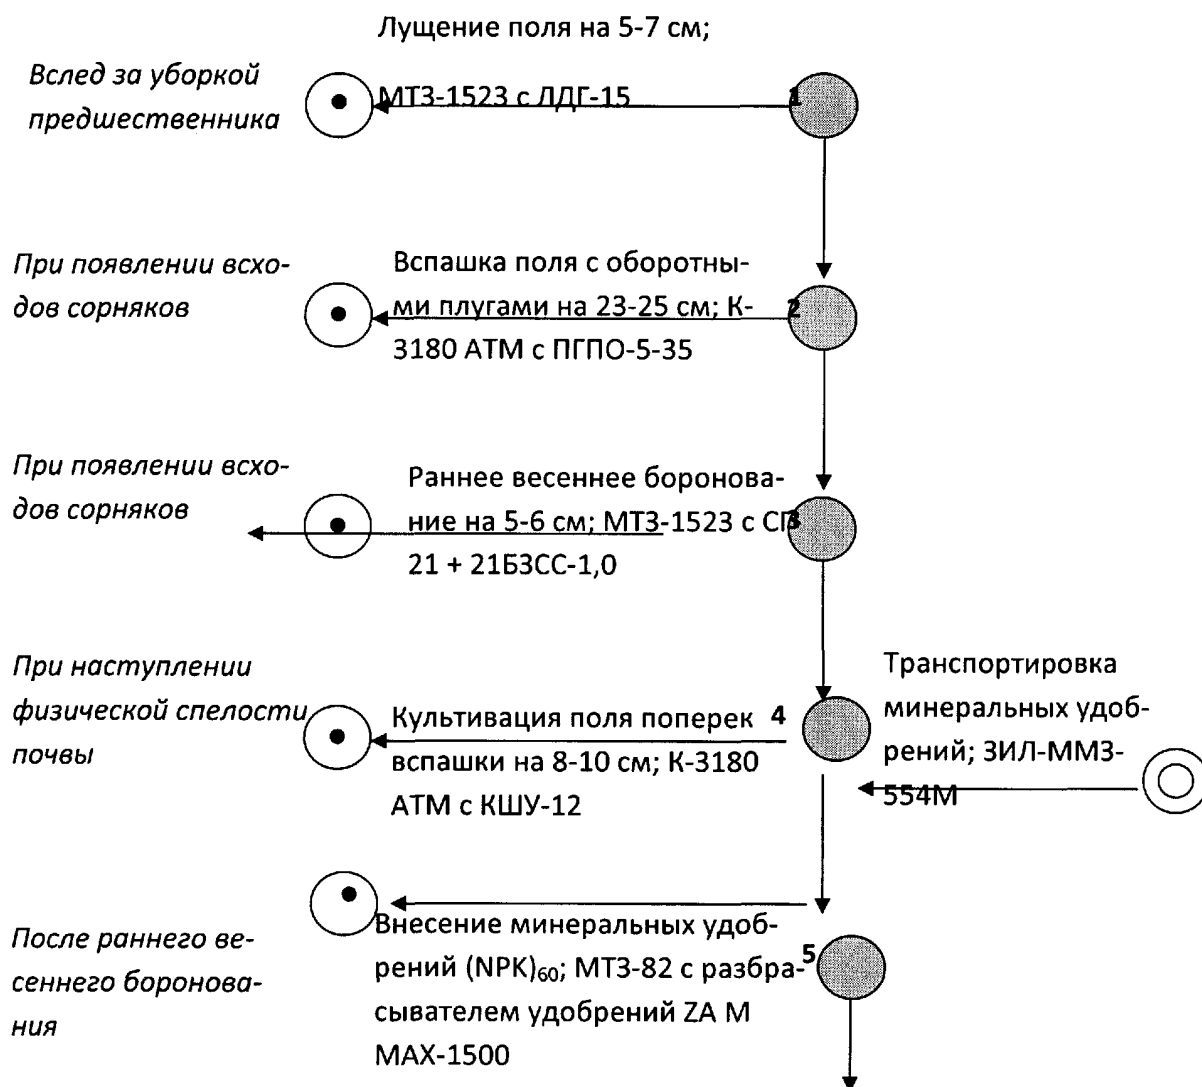 Лущение поля на 5-7 см;
Вслед за уборкой
предшественника
МТЗ-1523 с ЛДГ-15
1
При появлении всхо-
дов сорняков
Вспашка поля с оборотны-
ми плугами на 23-25 см; К-
3180 АТМ с ПГПО-5-35
2
При появлении всхо-
дов сорняков
Раннее весеннее боронова-
ние на 5-6 см; МТЗ-1523 с СП
21 + 21БЗСС-1,0
3
При наступлении
физической спелости
почвы
Культивация поля поперек
вспашки на 8-10 см; К-3180
АТМ с КШУ-12
4
Транспортировка
минеральных удоб-
рений; ЗИЛ-ММЗ-
554М
После раннего ве-
сеннего боронова-
ния
Внесение минеральных удоб-
рений (NPK)60; МТЗ-82 с разбра-
сывателем удобрений ZA M
MAX-1500
5